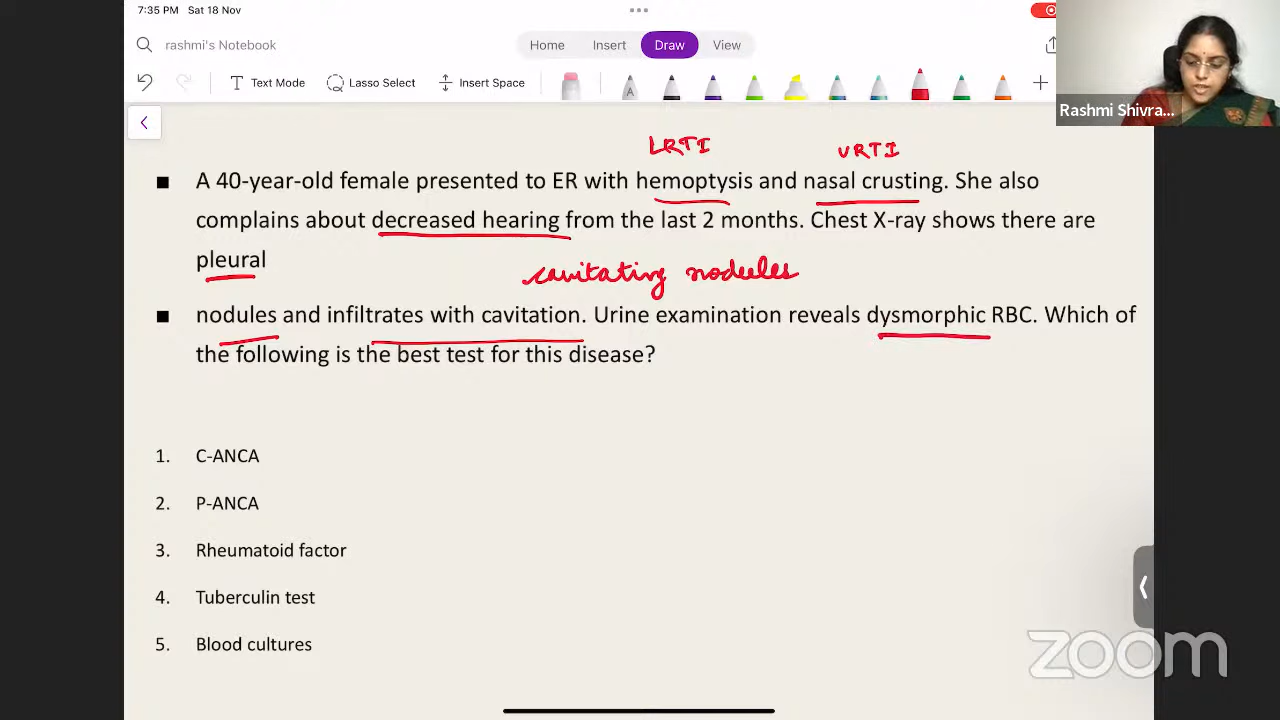 7:35 PM Sat 18 Nov
rashmi's Notebook
Home Insert Draw View
Text Mode Lasso Select Insert Space
A
Rashmi Shivra...
LRTI VRTI
■ A 40-year-old female presented to ER with hemoptysis and nasal crusting. She also
complains about decreased hearing from the last 2 months. Chest X-ray shows there are
pleural
cavitating nodules
■ nodules and infiltrates with cavitation. Urine examination reveals dysmorphic RBC. Which of
the following is the best test for this disease?
1. C-ANCA
2. P-ANCA
3. Rheumatoid factor
4. Tuberculin test
5. Blood cultures
zoom